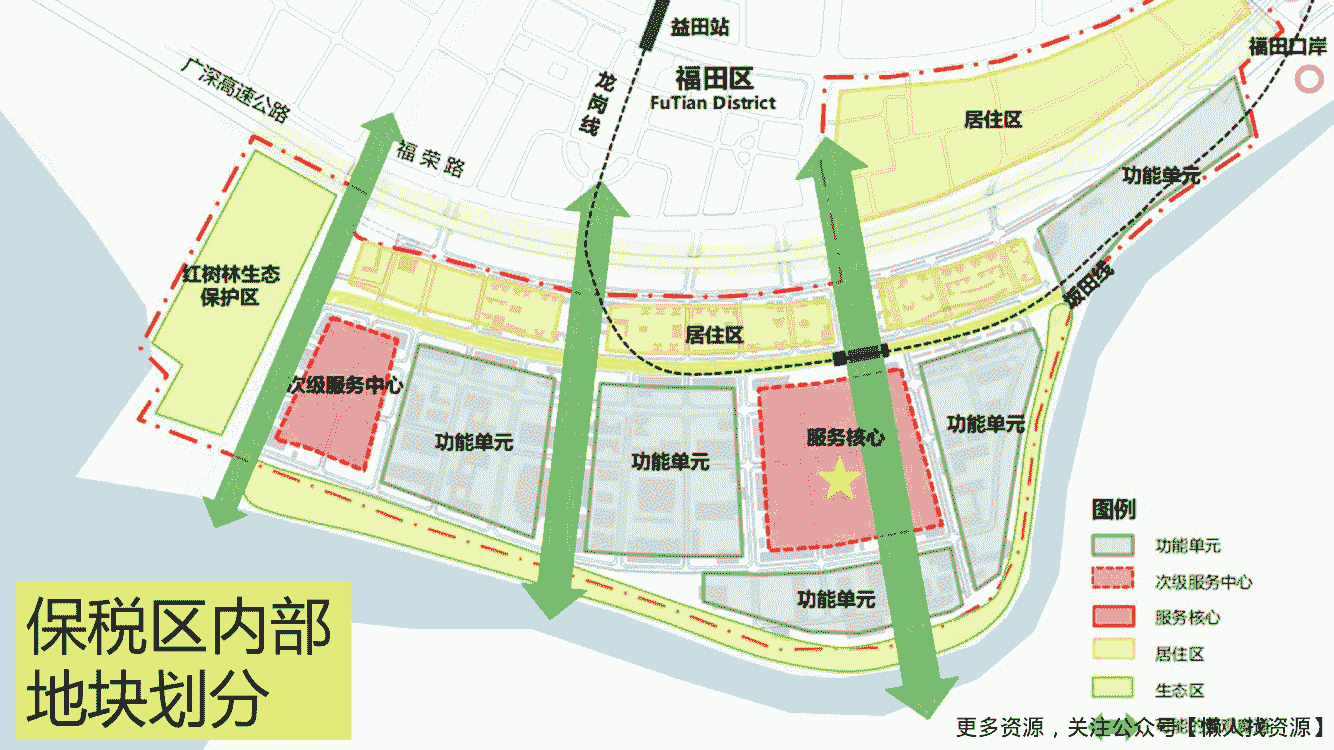 益田站
福田口岸
福田区
FuTian District
龙岗线
广深高速公路
福荣路
居住区
功能单元
红树林生态
保护区
居住区
次级服务中心
功能单元
功能单元
服务核心
功能单元
功能单元
图例
功能单元
次级服务中心
服务核心
居住区
生态区
保税区内部
地块划分
更多资源，关注公众号【懒人找资源】